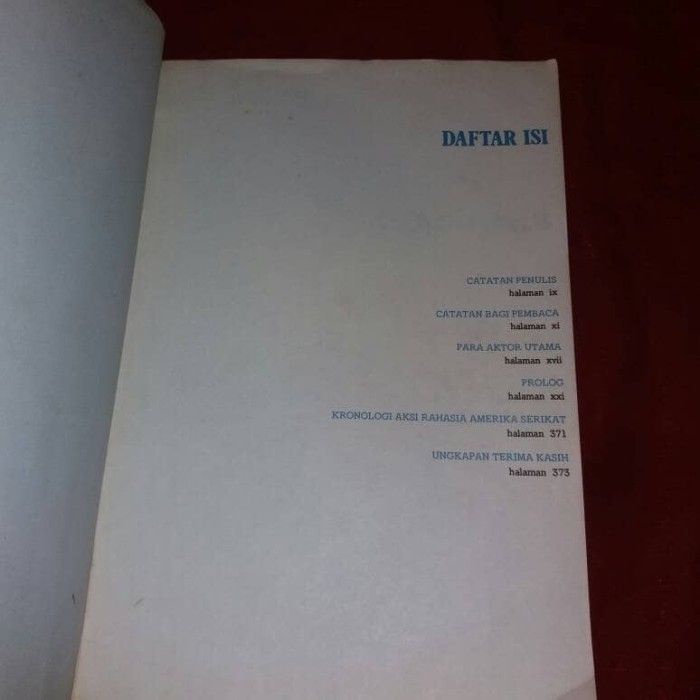 DAFTAR ISI
CATATAN PENULIS
halaman ix
CATATAN BAGI PEMBACA
halaman xi
PARA AKTOR UTAMA
halaman xvii
PROLOG
halaman xxi
KRONOLOGI AKSI RAHASIA AMERIKA SERIKAT
halaman 371
UNGKAPAN TERIMA KASIH
halaman 373